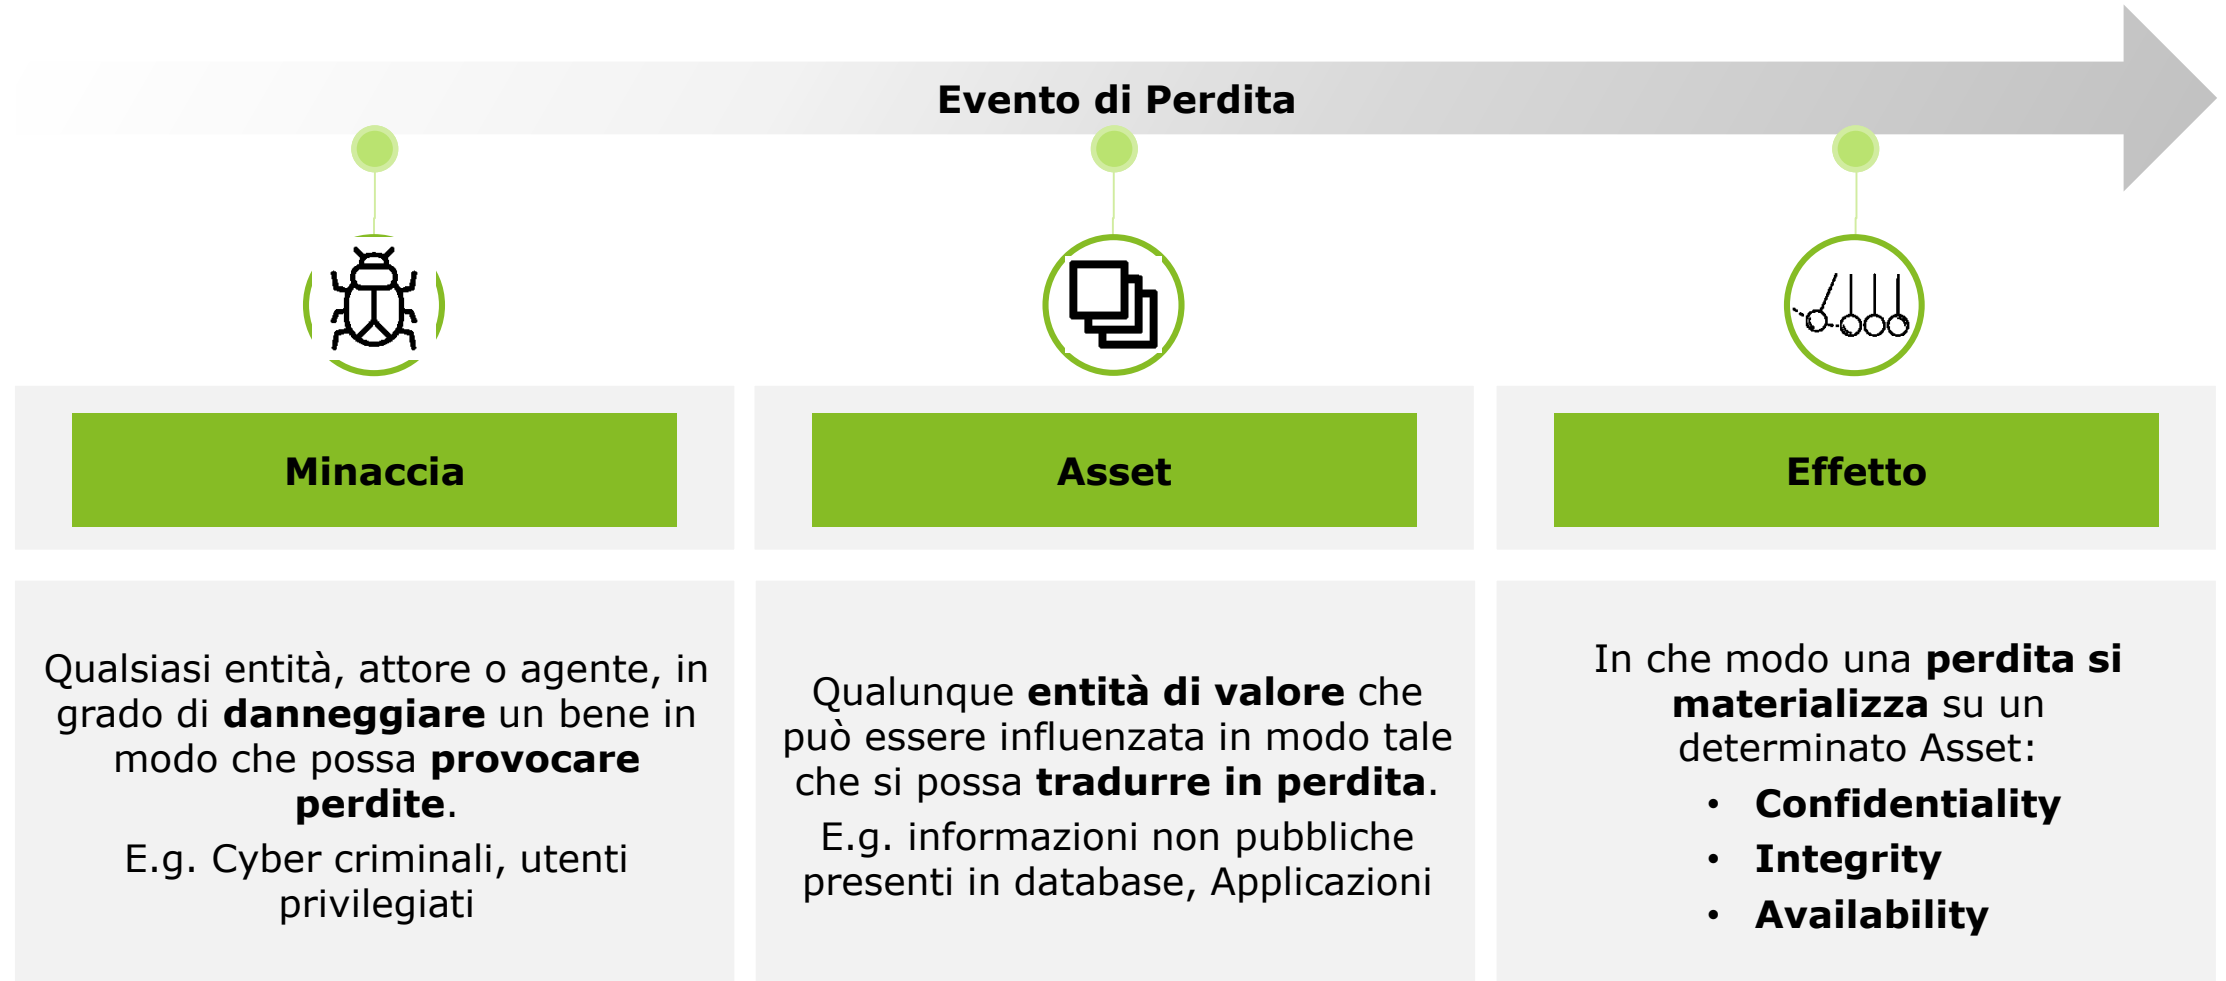 Evento di Perdita
Minaccia
Asset
Effetto
Qualsiasi entità, attore o agente, in
grado di danneggiare un bene in
modo che possa provocare
perdite.
E.g. Cyber criminali, utenti
privilegiati
Qualunque entità di valore che
può essere influenzata in modo tale
che si possa tradurre in perdita.
E.g. informazioni non pubbliche
presenti in database, Applicazioni
In che modo una perdita si
materializza su un
determinato Asset:
• Confidentiality
• Integrity
• Availability